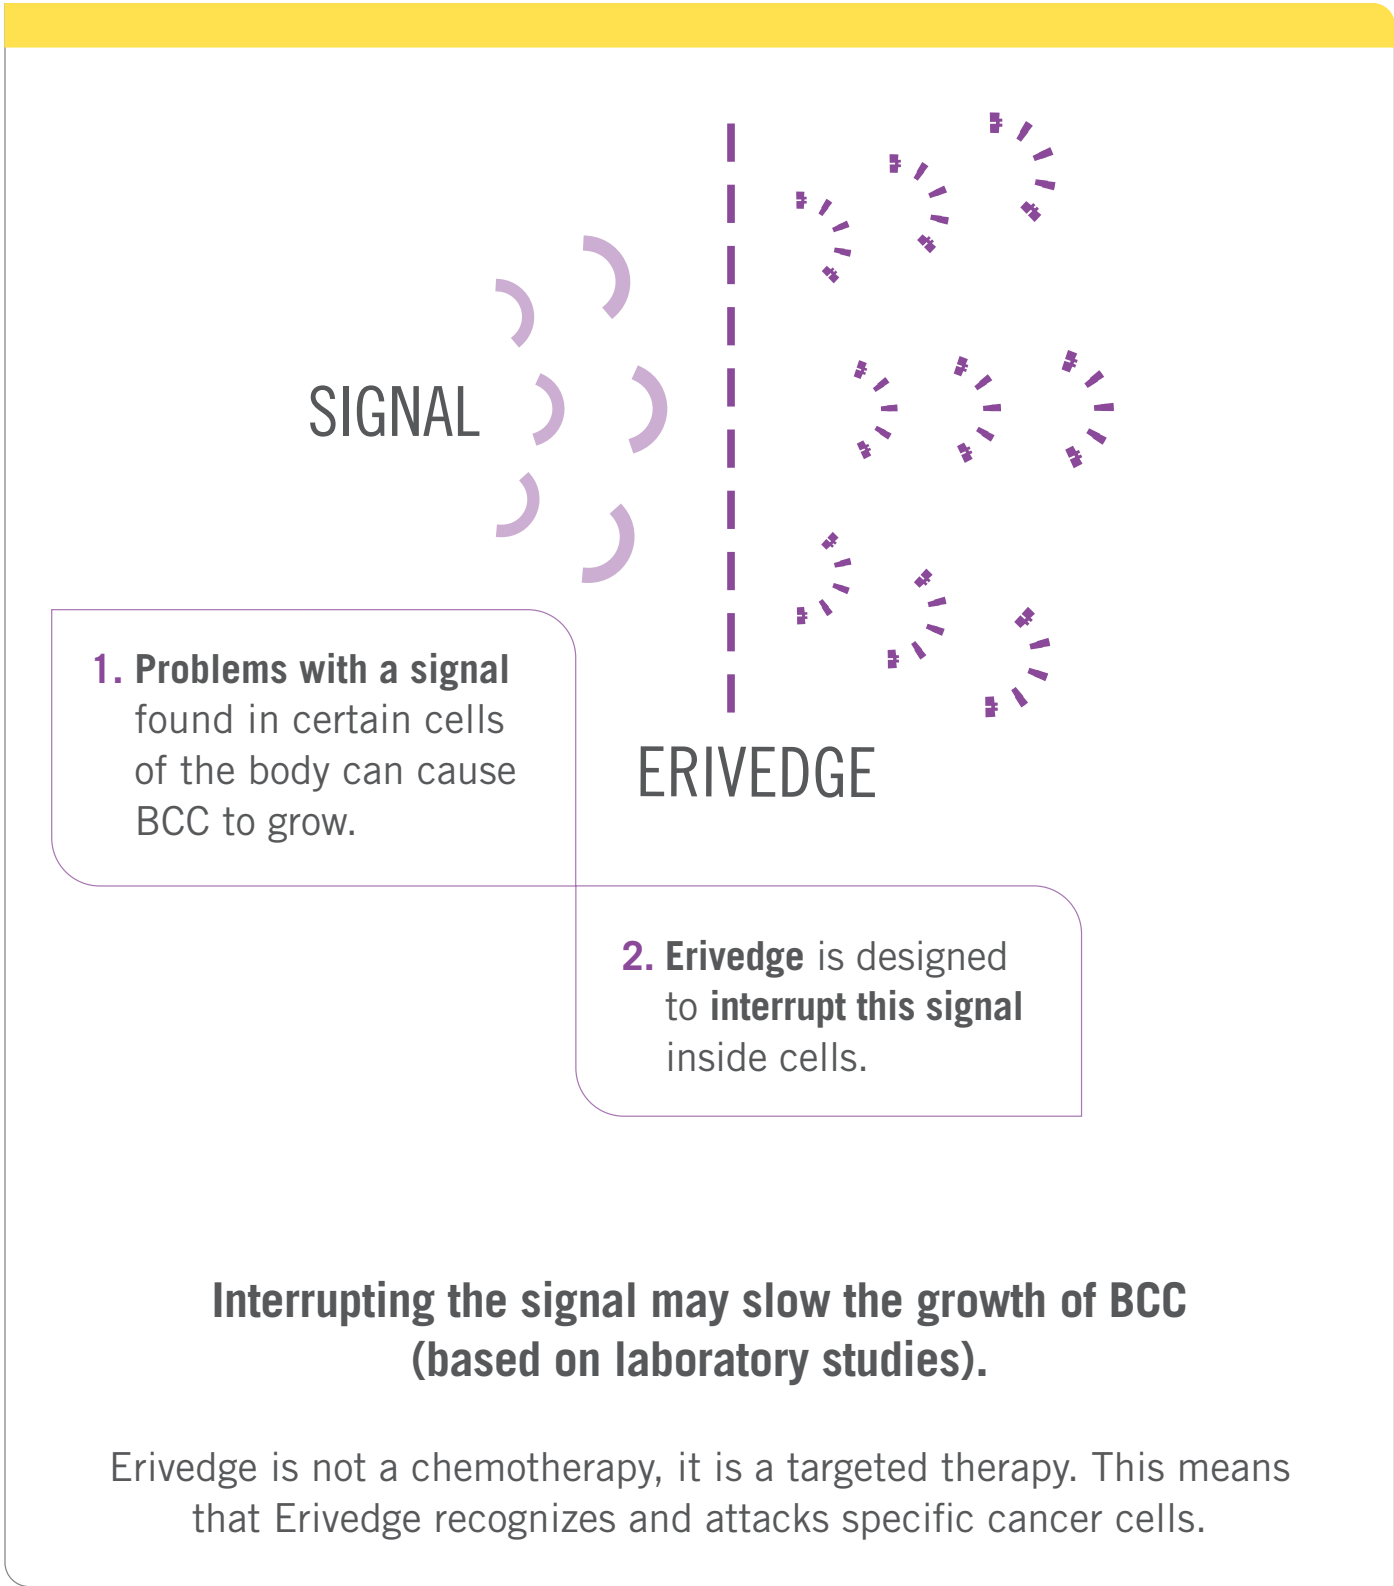 SIGNAL
ERIVEDGE
1. Problems with a signal
found in certain cells
of the body can cause
BCC to grow.
2. Erivedge is designed
to interrupt this signal
inside cells.
Interrupting the signal may slow the growth of BCC
(based on laboratory studies).
Erivedge is not a chemotherapy, it is a targeted therapy. This means
that Erivedge recognizes and attacks specific cancer cells.